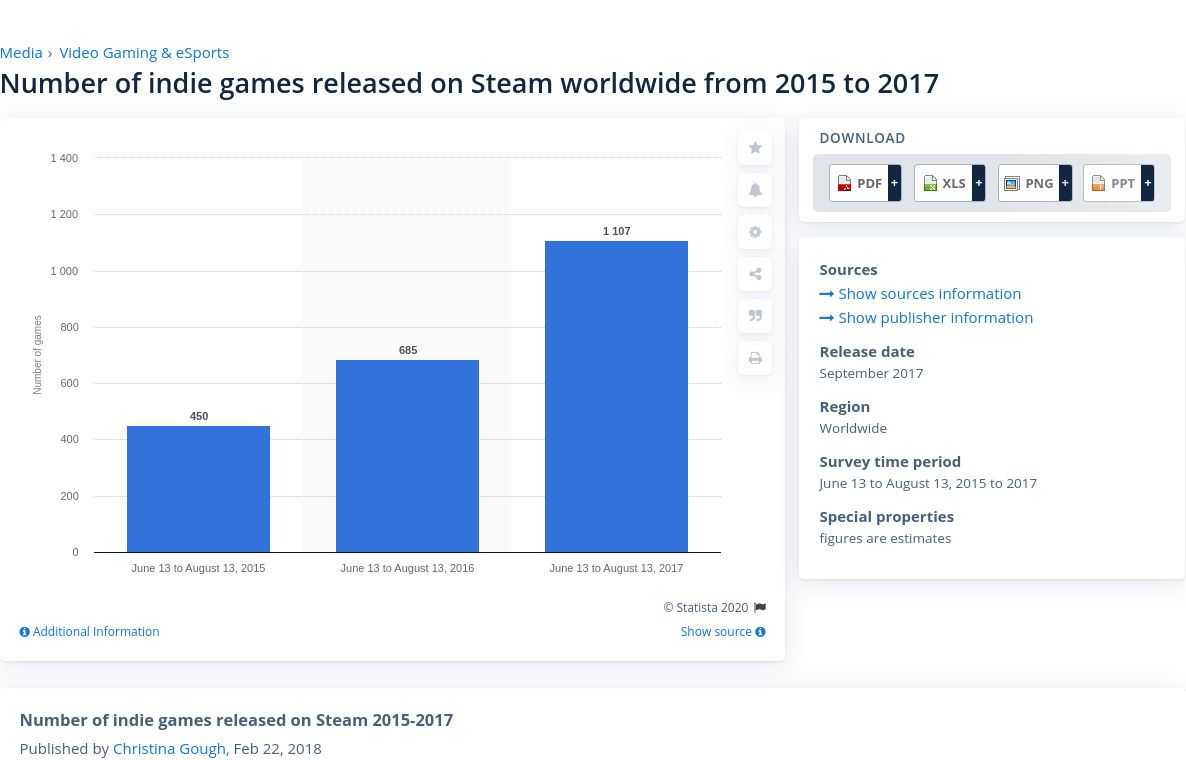 Media › Video Gaming & eSports
Number of indie games released on Steam worldwide from 2015 to 2017
1 400
1 200
1 000
800
600
400
200
0
Number of games
450
685
1 107
June 13 to August 13, 2015
June 13 to August 13, 2016
June 13 to August 13, 2017
© Statista 2020
Additional Information
Show source
DOWNLOAD
PDF +
XLS +
PNG +
PPT +
Sources
Show sources information
Show publisher information
Release date
September 2017
Region
Worldwide
Survey time period
June 13 to August 13, 2015 to 2017
Special properties
figures are estimates
Number of indie games released on Steam 2015-2017
Published by Christina Gough, Feb 22, 2018